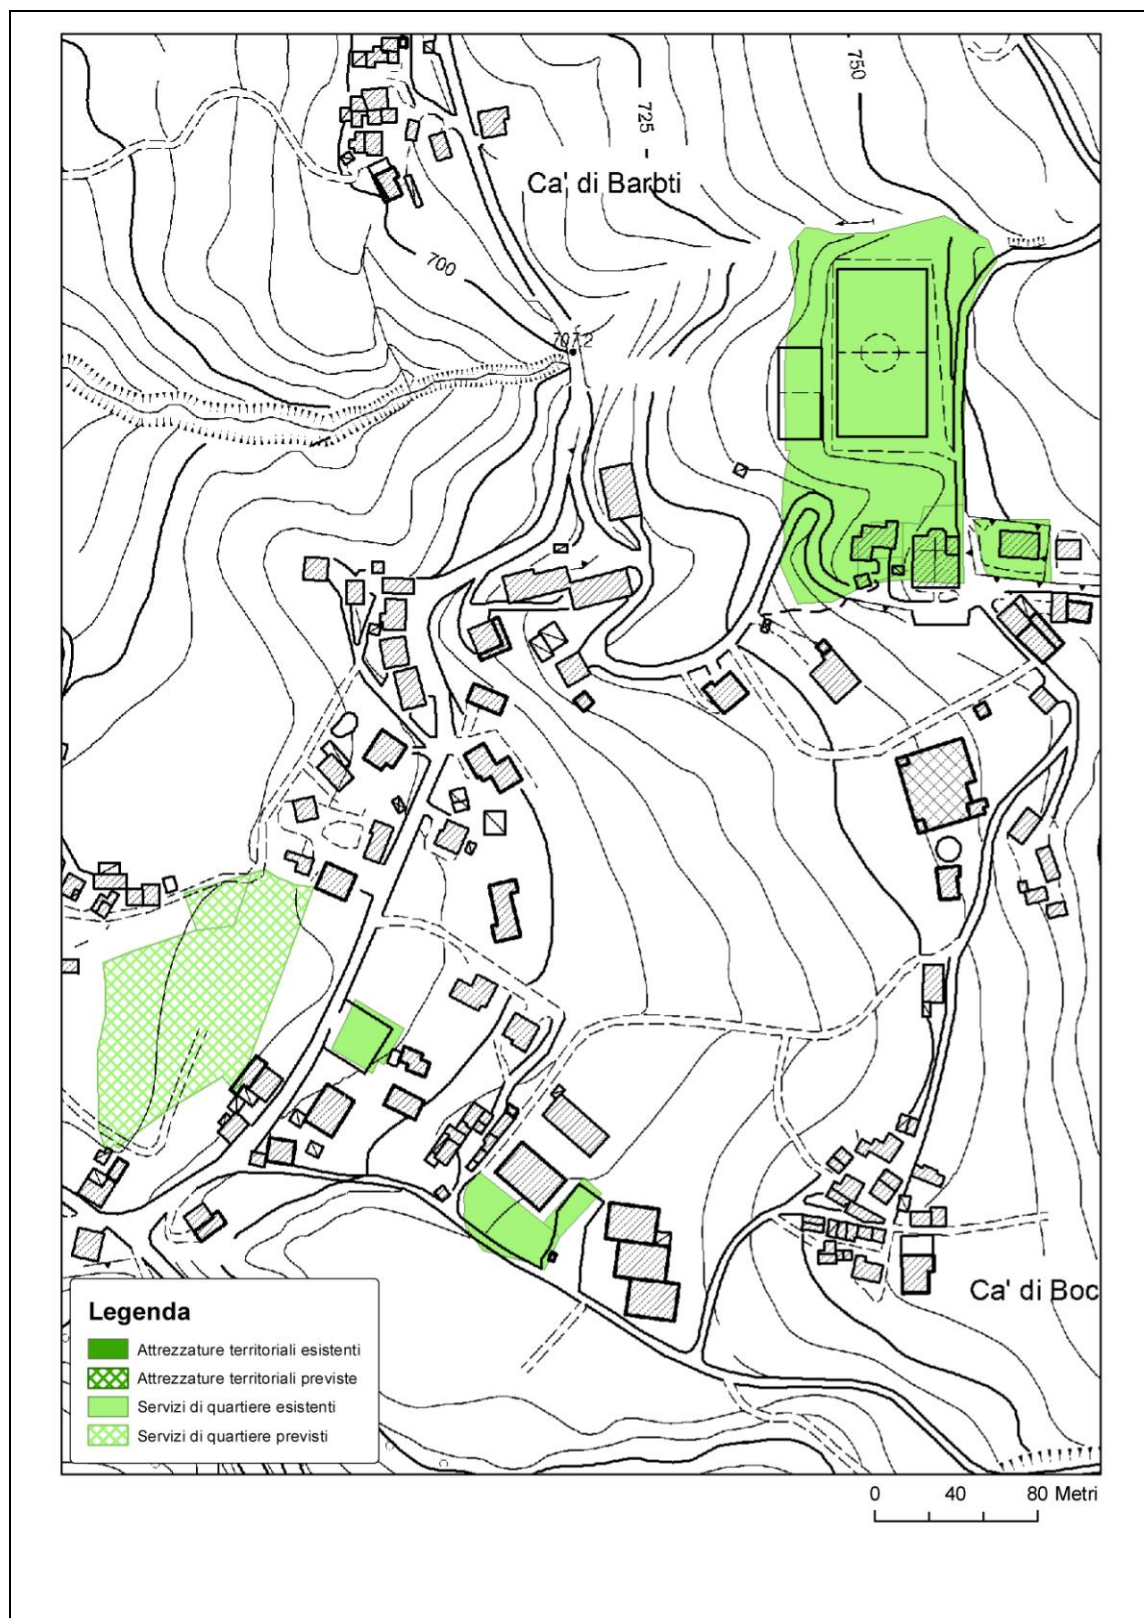 750
725
Ca' di Barbti
700
707.2
Ca' di Boc
Legenda
Attrezzature territoriali esistenti
Attrezzature territoriali previste
Servizi di quartiere esistenti
Servizi di quartiere previsti
0 40 80 Metri